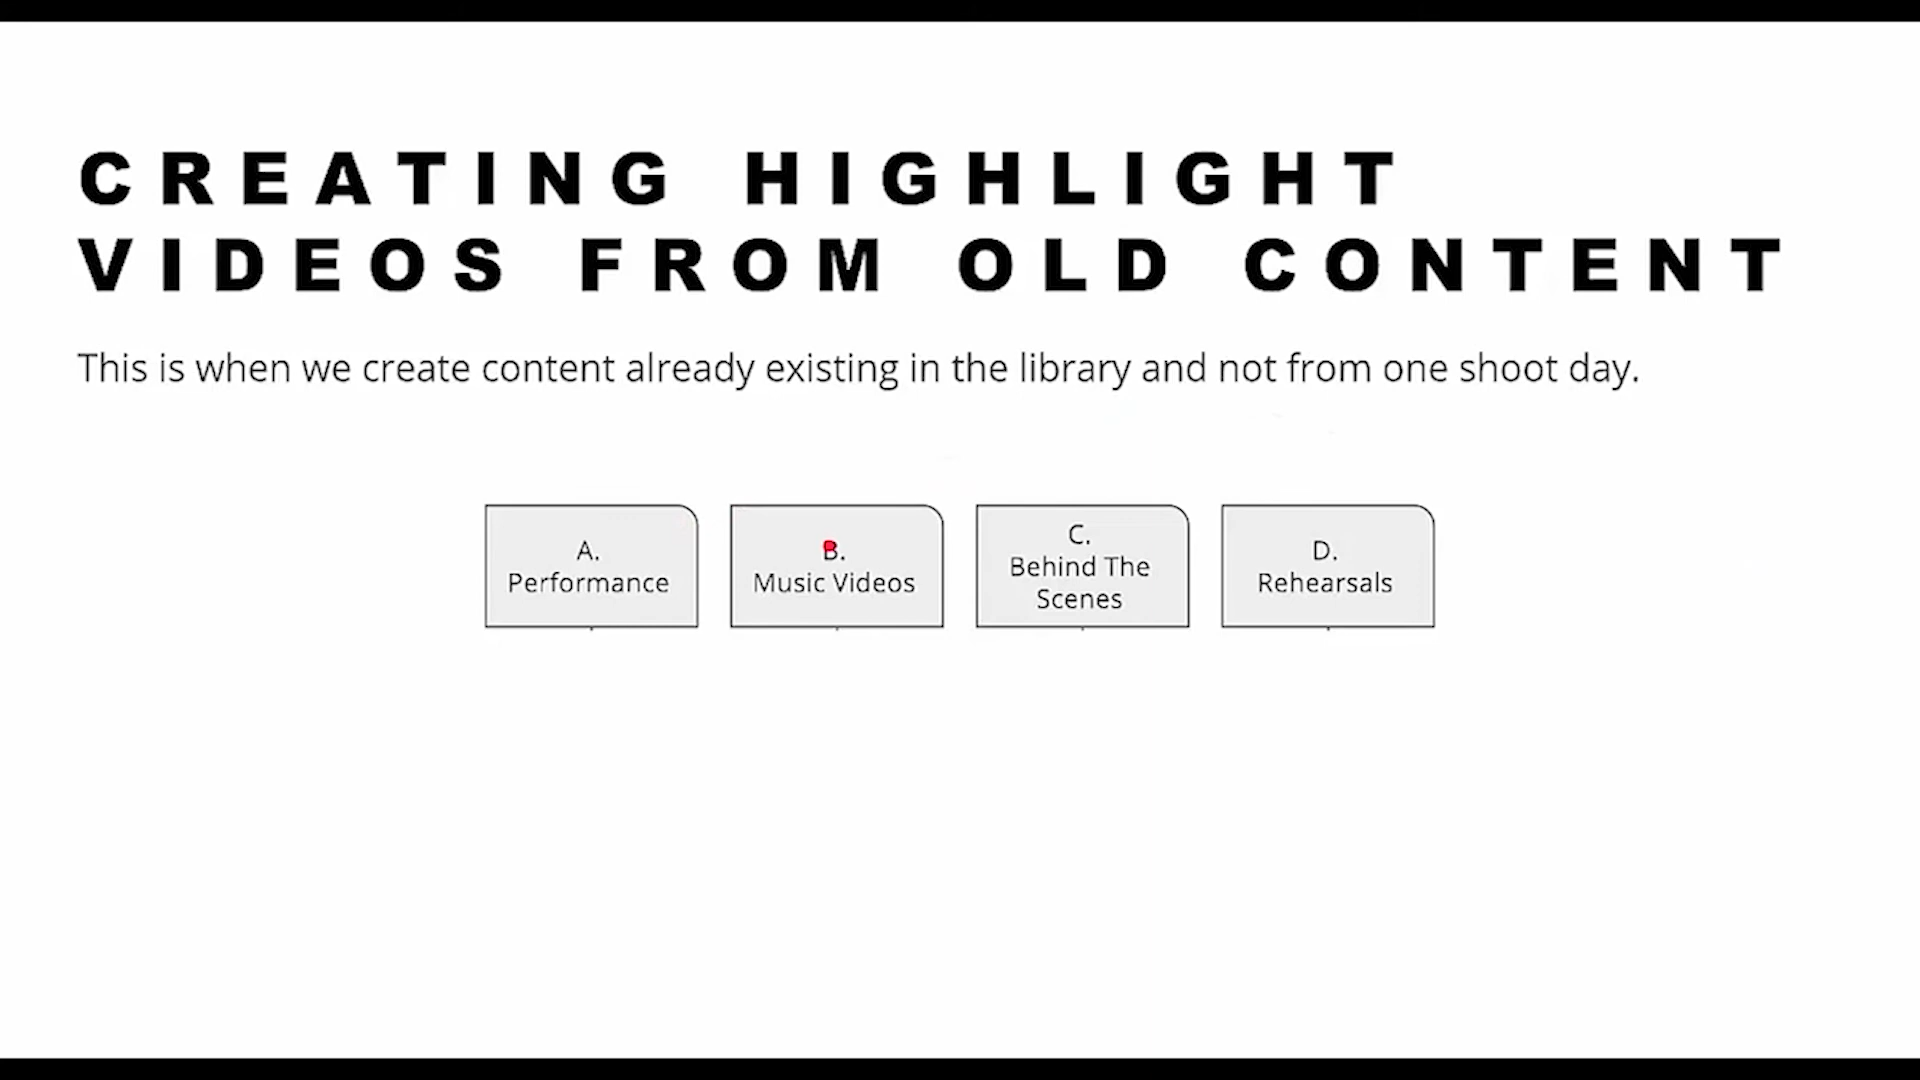 CREATING HIGHLIGHT
VIDEOS FROM OLD CONTENT
This is when we create content already existing in the library and not from one shoot day.
A.
Performance
B.
Music Videos
C.
Behind The
Scenes
D.
Rehearsals